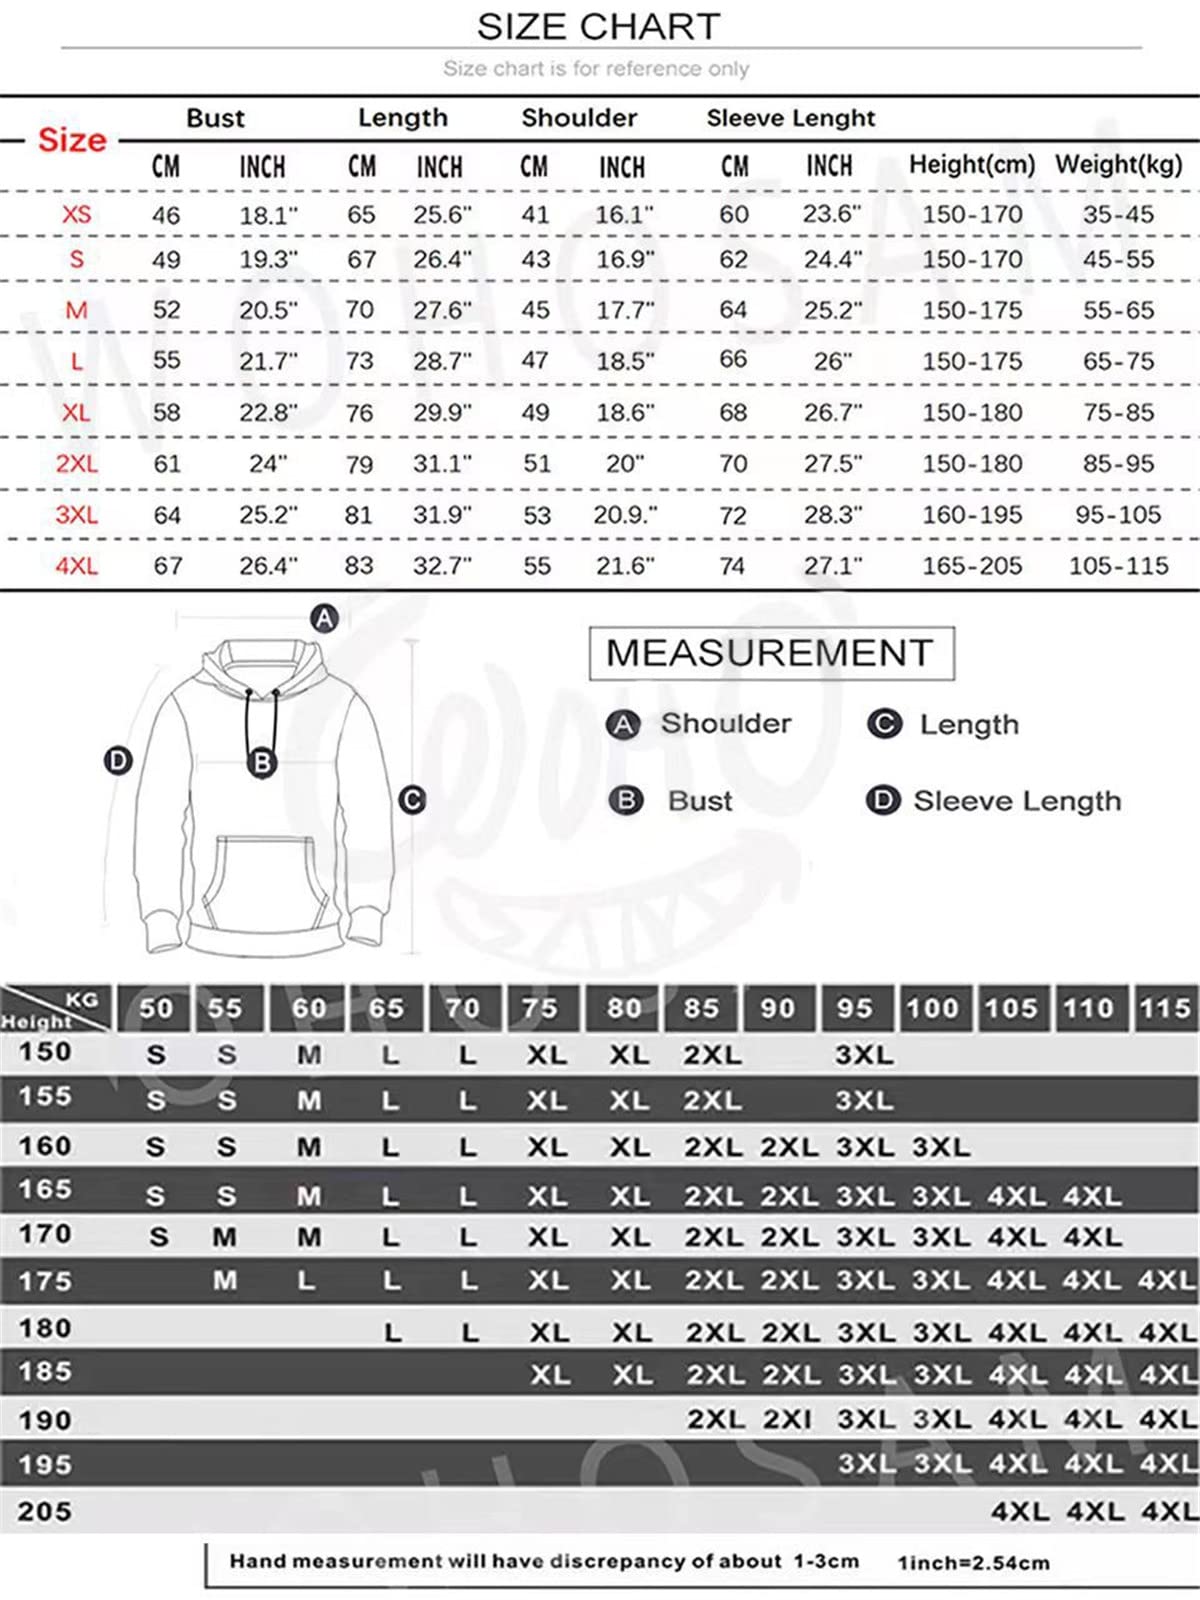 SIZE CHART
Size chart is for reference only
Size Bust Length Shoulder Sleeve Lenght
CM INCH CM INCH CM INCH CM INCH Height(cm) Weight(kg)
XS 46 18.1" 65 25.6" 41 16.1" 60 23.6" 150-170 35-45
S 49 19.3" 67 26.4" 43 16.9" 62 24.4" 150-170 45-55
M 52 20.5" 70 27.6" 45 17.7" 64 25.2" 150-175 55-65
L 55 21.7" 73 28.7" 47 18.5" 66 26" 150-175 65-75
XL 58 22.8" 76 29.9" 49 18.6" 68 26.7" 150-180 75-85
2XL 61 24" 79 31.1" 51 20" 70 27.5" 150-180 85-95
3XL 64 25.2" 81 31.9" 53 20.9." 72 28.3" 160-195 95-105
4XL 67 26.4" 83 32.7" 55 21.6" 74 27.1" 165-205 105-115
WOHOSAM
A
B
C
D
MEASUREMENT
A Shoulder C Length
B Bust D Sleeve Length
KG Height 50 55 60 65 70 75 80 85 90 95 100 105 110 115
150 S S M L L XL XL 2XL 3XL
155 S S M L L XL XL 2XL 3XL
160 S S M L L XL XL 2XL 2XL 3XL 3XL
165 S S M L L XL XL 2XL 2XL 3XL 3XL 4XL 4XL
170 S M M L L XL XL 2XL 2XL 3XL 3XL 4XL 4XL
175 M L L L XL XL 2XL 2XL 3XL 3XL 4XL 4XL 4XL
180 L L XL XL 2XL 2XL 3XL 3XL 4XL 4XL 4XL
185 XL XL 2XL 2XL 3XL 3XL 4XL 4XL 4XL
190 2XL 2XI 3XL 3XL 4XL 4XL 4XL
195 3XL 3XL 4XL 4XL 4XL
205 4XL 4XL 4XL
Hand measurement will have discrepancy of about 1-3cm 1inch=2.54cm